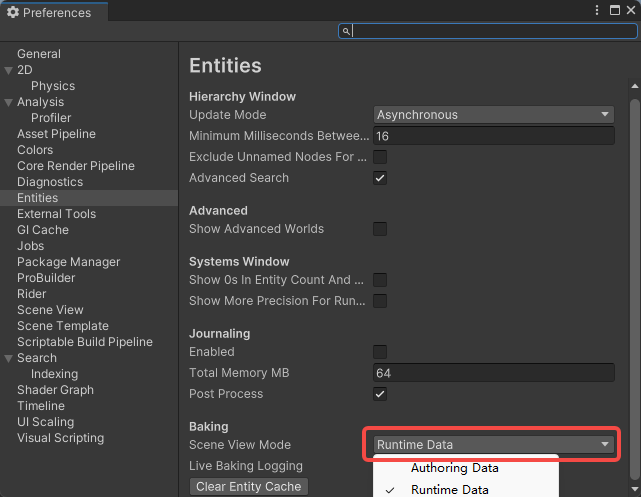 Preferences
General
2D
Physics
Analysis
Profiler
Asset Pipeline
Colors
Core Render Pipeline
Diagnostics
Entities
External Tools
GI Cache
Jobs
Package Manager
ProBuilder
Rider
Scene View
Scene Template
Scriptable Build Pipeline
Search
Indexing
Shader Graph
Timeline
UI Scaling
Visual Scripting
Entities
Hierarchy Window
Update Mode Asynchronous
Minimum Milliseconds Betwee... 16
Exclude Unnamed Nodes For ...
Advanced Search
Advanced
Show Advanced Worlds
Systems Window
Show 0s In Entity Count And ...
Show More Precision For Run...
Journaling
Enabled
Total Memory MB 64
Post Process
Baking
Scene View Mode Runtime Data
Live Baking Logging Authoring Data
Clear Entity Cache Runtime Data